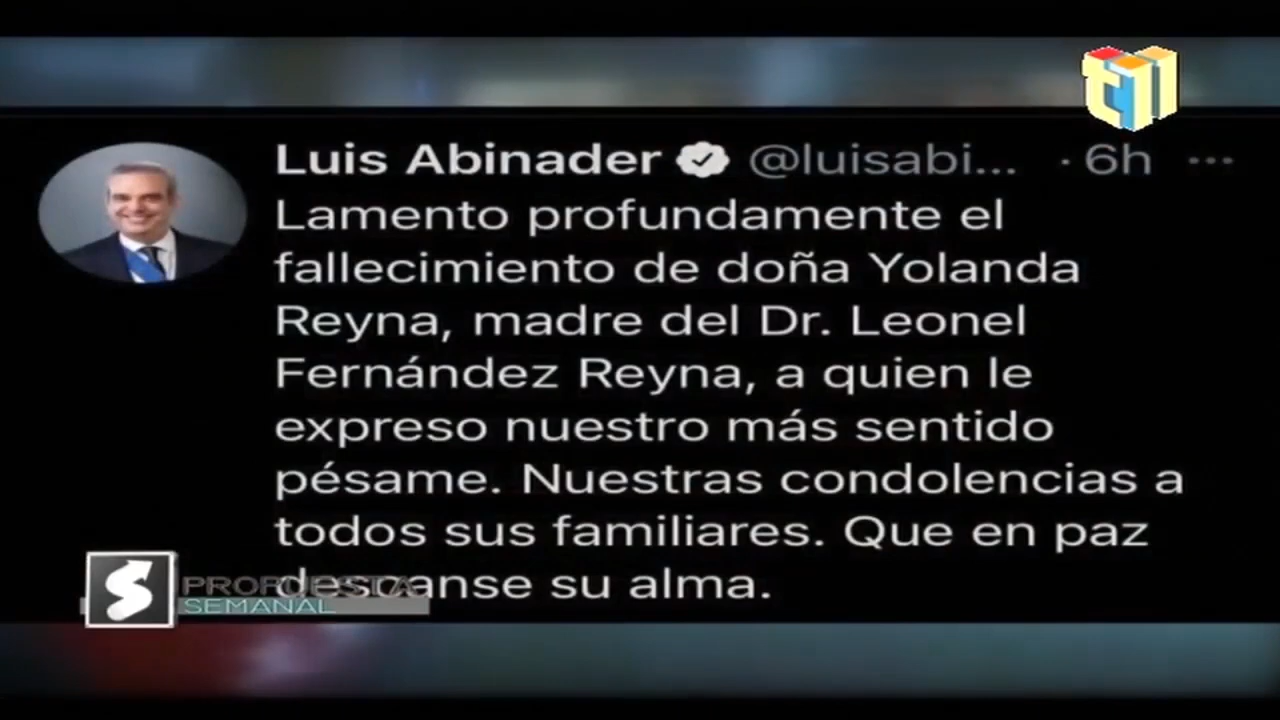 Luis Abinader @luisabi... · 6h ...
Lamento profundamente el
fallecimiento de doña Yolanda
Reyna, madre del Dr. Leonel
Fernández Reyna, a quien le
expreso nuestro más sentido
pésame. Nuestras condolencias a
todos sus familiares. Que en paz
descanse su alma.
PROPUESTA
SEMANAL